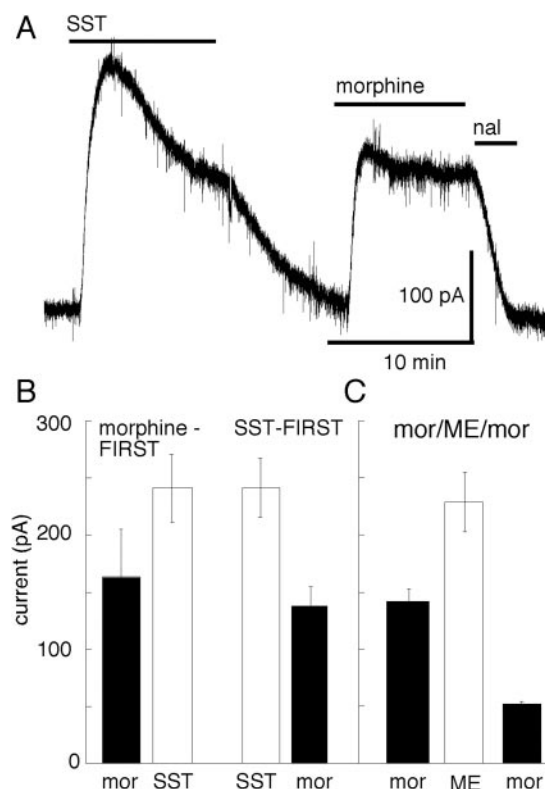 A
SST
morphine
nal
100 pA
10 min
B
C
300
morphine -
FIRST
SST-FIRST
mor/ME/mor
200
current (pA)
100
0
mor
SST
SST
mor
mor
ME
mor